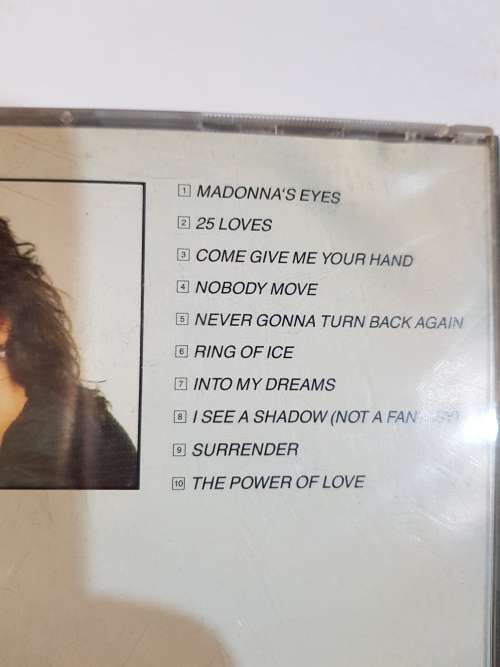 1 MADONNA'S EYES
2 25 LOVES
3 COME GIVE ME YOUR HAND
4 NOBODY MOVE
5 NEVER GONNA TURN BACK AGAIN
6 RING OF ICE
7 INTO MY DREAMS
8 I SEE A SHADOW (NOT A
9 SURRENDER
10 THE POWER OF LOVE